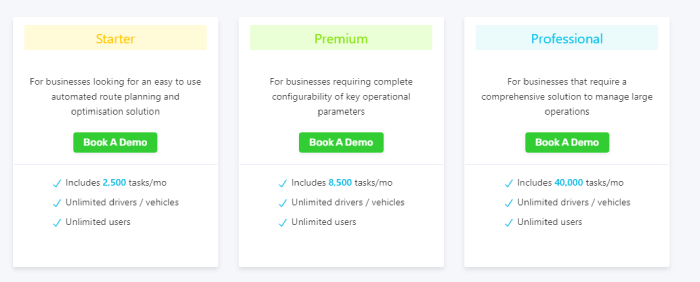 Starter
For businesses looking for an easy to use
automated route planning and
optimisation solution
Book A Demo
Includes 2,500 tasks/mo
Unlimited drivers / vehicles
Unlimited users
Premium
For businesses requiring complete
configurability of key operational
parameters
Book A Demo
Includes 8,500 tasks/mo
Unlimited drivers / vehicles
Unlimited users
Professional
For businesses that require a
comprehensive solution to manage large
operations
Book A Demo
Includes 40,000 tasks/mo
Unlimited drivers / vehicles
Unlimited users